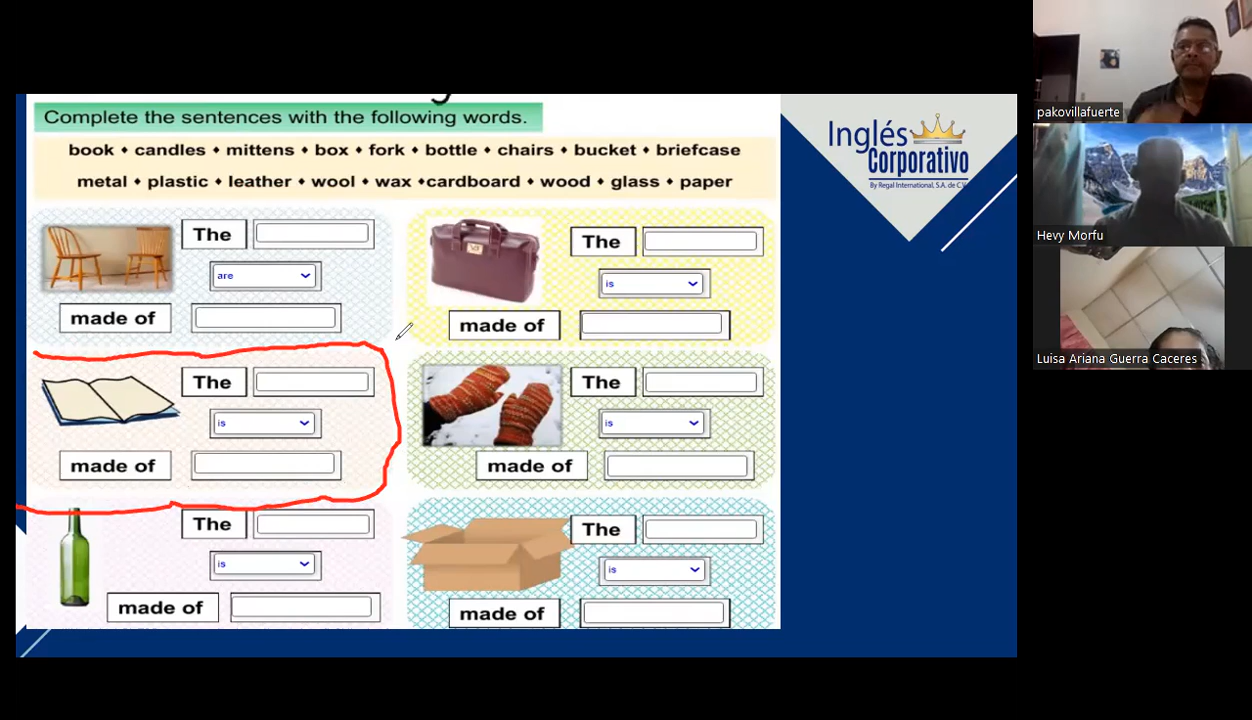 Complete the sentences with the following words.
book • candles • mittens • box • fork • bottle • chairs • bucket • briefcase
metal • plastic • leather • wool • wax •cardboard • wood • glass • paper
The
are
made of
The
is
made of
The
is
made of
The
is
made of
The
is
made of
The
is
made of
Inglés
Corporativo
By Regal International, S.A. de C.V.
pakovillafuerte
Hevy Morfu
Luisa Ariana Guerra Caceres